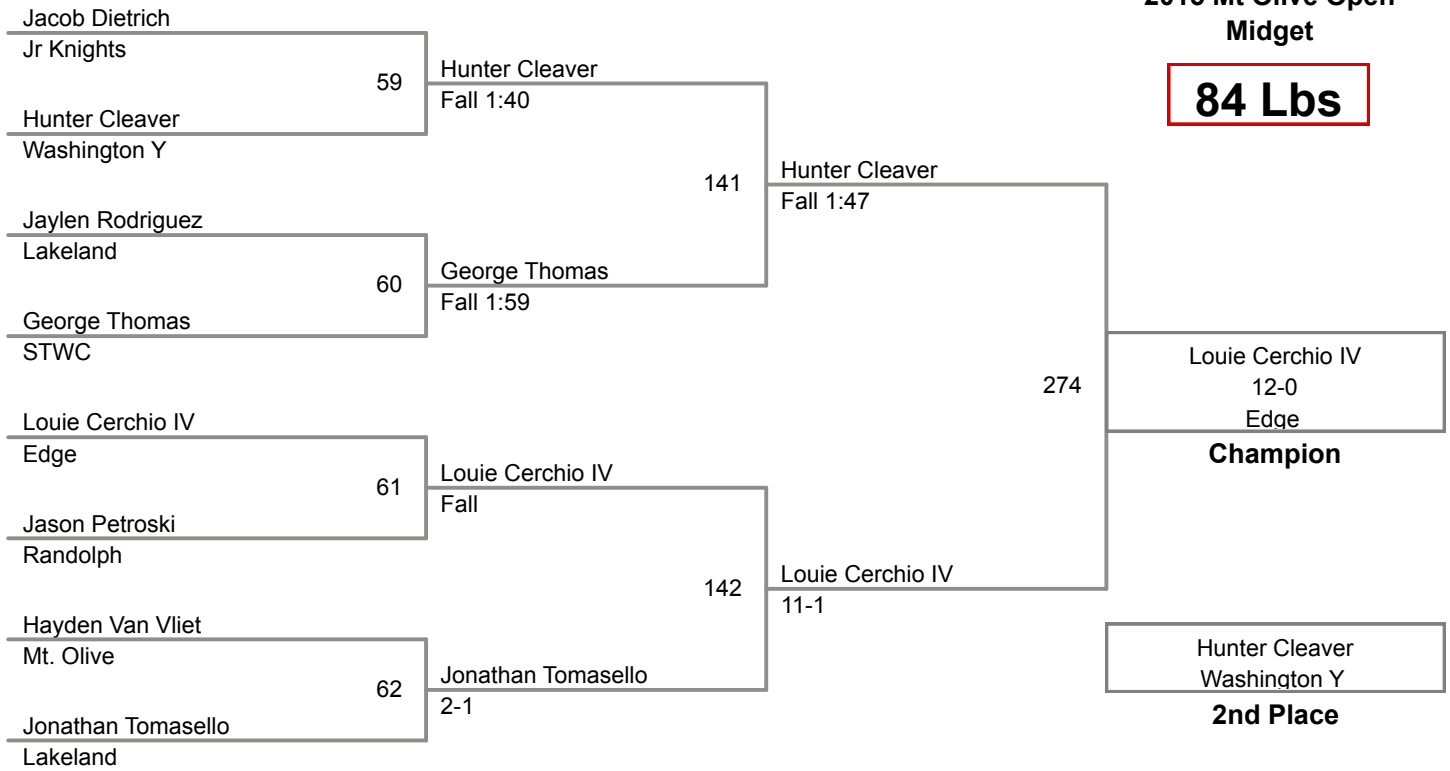 Midget
84 Lbs
Jacob Dietrich
Jr Knights
59
Hunter Cleaver
Fall 1:40
Hunter Cleaver
Washington Y
141
Hunter Cleaver
Fall 1:47
Jaylen Rodriguez
Lakeland
60
George Thomas
Fall 1:59
George Thomas
STWC
274
Louie Cerchio IV
12-0
Edge
Champion
Louie Cerchio IV
Edge
61
Louie Cerchio IV
Fall
Jason Petroski
Randolph
142
Louie Cerchio IV
11-1
Hayden Van Vliet
Mt. Olive
62
Jonathan Tomasello
2-1
Jonathan Tomasello
Lakeland
Hunter Cleaver
Washington Y
2nd Place